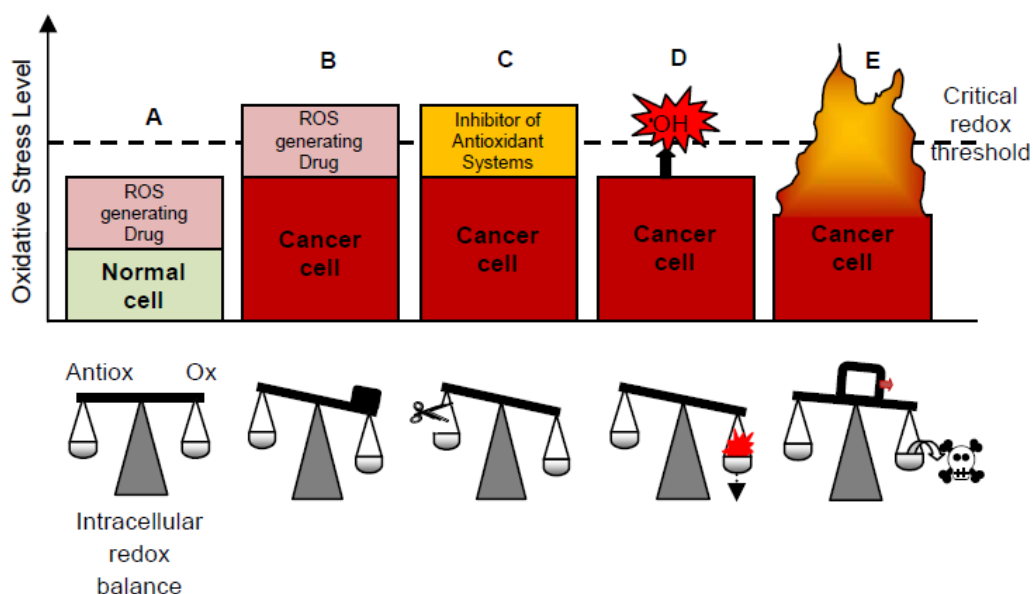 Oxidative Stress Level
A
B
C
D
E
ROS
generating
Drug
Normal
cell
ROS
generating
Drug
Cancer
cell
Inhibitor of
Antioxidant
Systems
Cancer
cell
·OH
Cancer
cell
Cancer
cell
Critical
redox
threshold
Antiox Ox
Intracellular
redox
balance